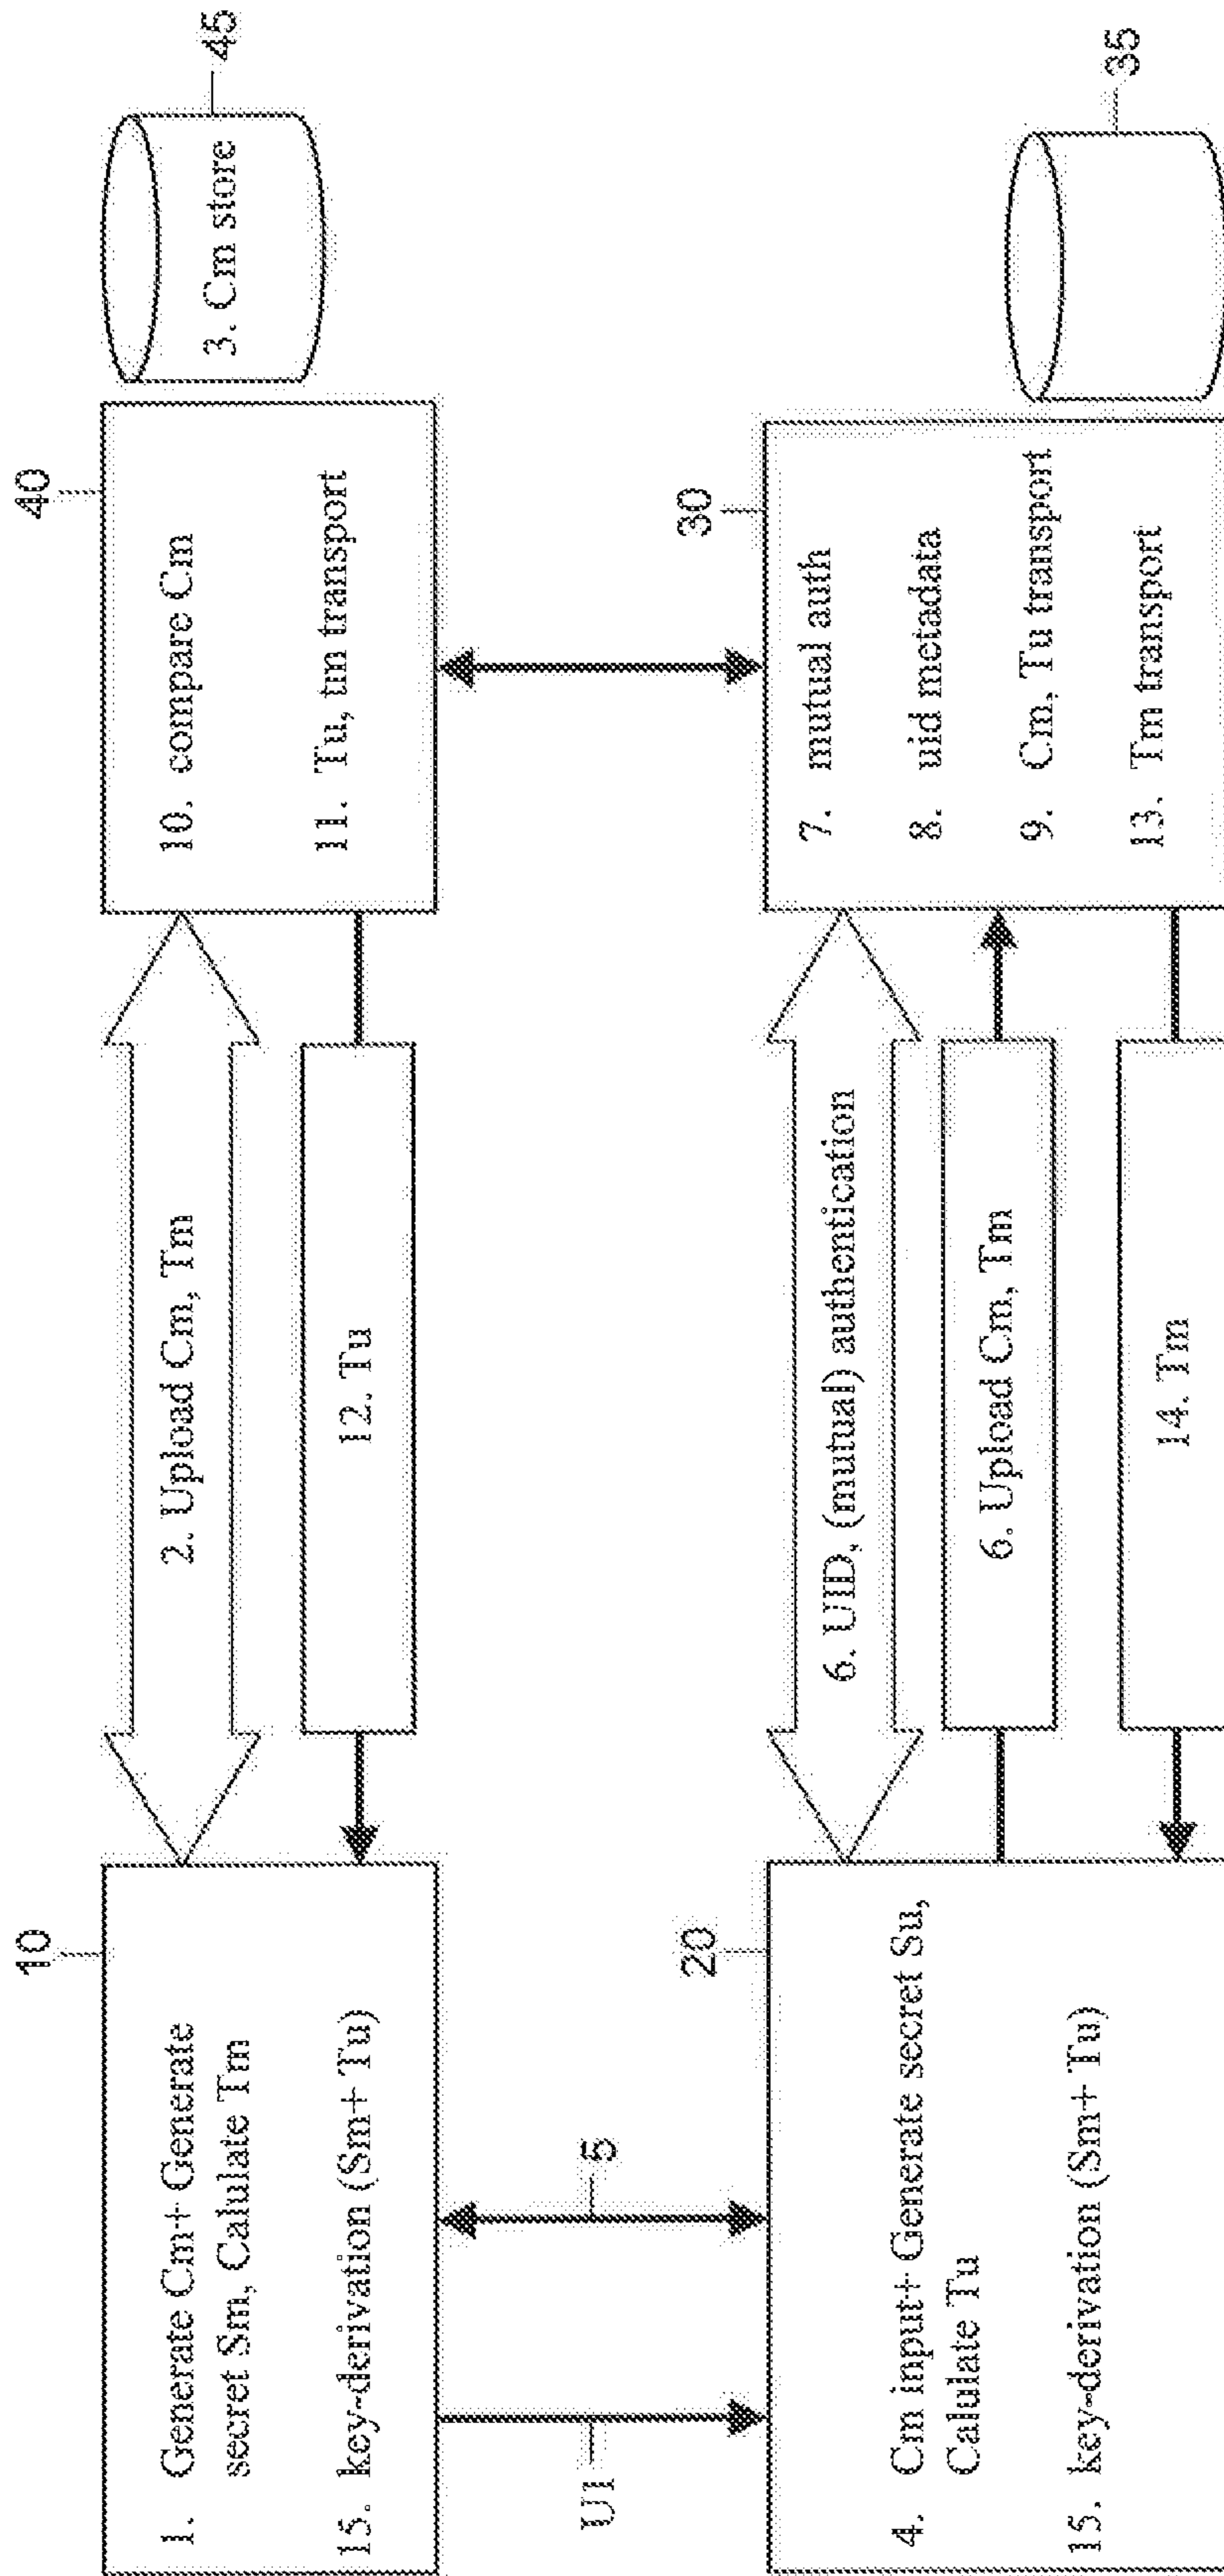 10
1. Generate Cm+ Generate
secret Sm, Calulate Tm
15. key-derivation (Sm+ Tu)
2. Upload Cm, Tm
12. Tu
40
10. compare Cm
11. Tu, tm transport
3. Cm store
45
U1
5
20
4. Cm input+ Generate secret Su,
Calulate Tu
15. key-derivation (Sm+ Tu)
6. UID, (mutual) authentication
6. Upload Cm, Tm
14. Tm
30
7. mutual auth
8. uid metadata
9. Cm, Tu transport
13. Tm transport
35